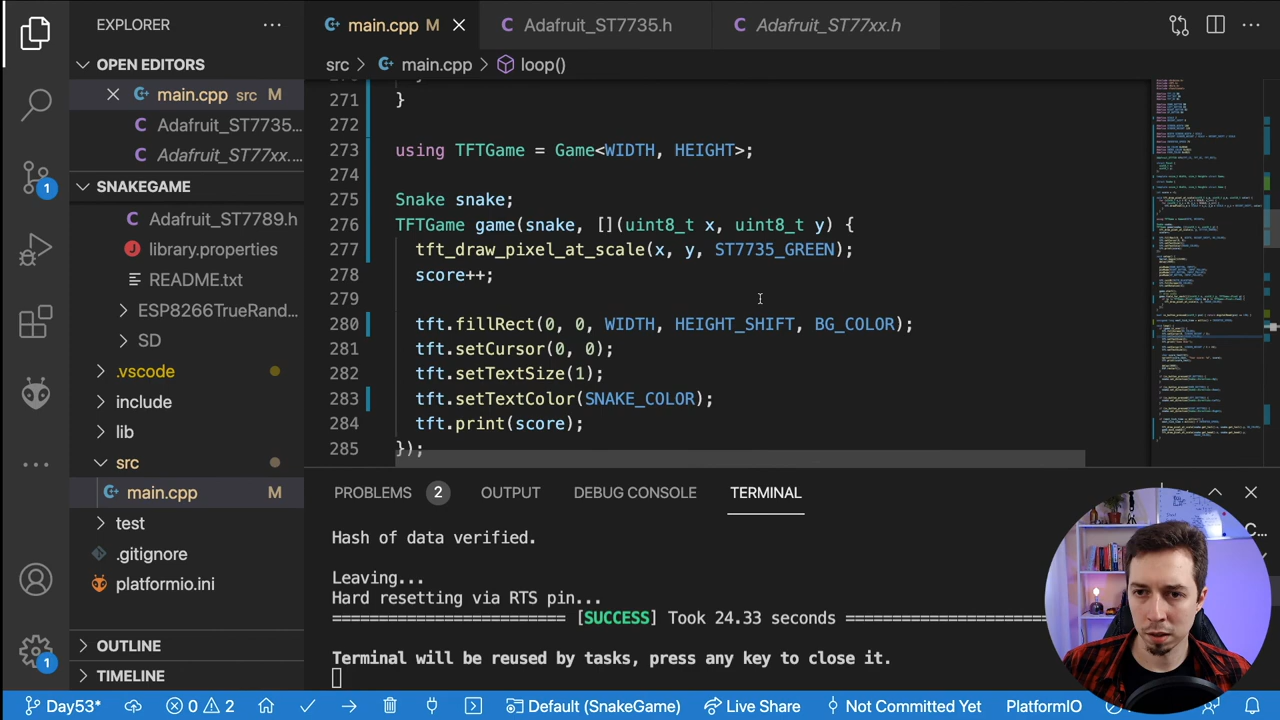 EXPLORER
OPEN EDITORS
main.cpp src M
Adafruit_ST7735...
Adafruit_ST77xx....
SNAKEGAME
Adafruit_ST7789.h
library.properties
README.txt
ESP8266TrueRand...
SD
.vscode
include
lib
src
main.cpp M
test
.gitignore
platformio.ini
OUTLINE
TIMELINE
1
1
main.cpp M
Adafruit_ST7735.h
Adafruit_ST77xx.h
src > main.cpp > loop()
271 }
272
273 using TFTGame = Game<WIDTH, HEIGHT>;
274
275 Snake snake;
276 TFTGame game(snake, [](uint8_t x, uint8_t y) {
tft_draw_pixel_at_scale(x, y, ST7735_GREEN);
278 score++;
279
280 tft.fillRect(0, 0, WIDTH, HEIGHT_SHIFT, BG_COLOR);
281 tft.setCursor(0, 0);
282 tft.setTextSize(1);
283 tft.setTextColor(SNAKE_COLOR);
284 tft.print(score);
285 });
PROBLEMS 2 OUTPUT DEBUG CONSOLE TERMINAL
Hash of data verified.
Leaving...
Hard resetting via RTS pin...
======================= [SUCCESS] Took 24.33 seconds =======================
Terminal will be reused by tasks, press any key to close it.
Day53* 0 2 Default (SnakeGame) Live Share Not Committed Yet PlatformIO